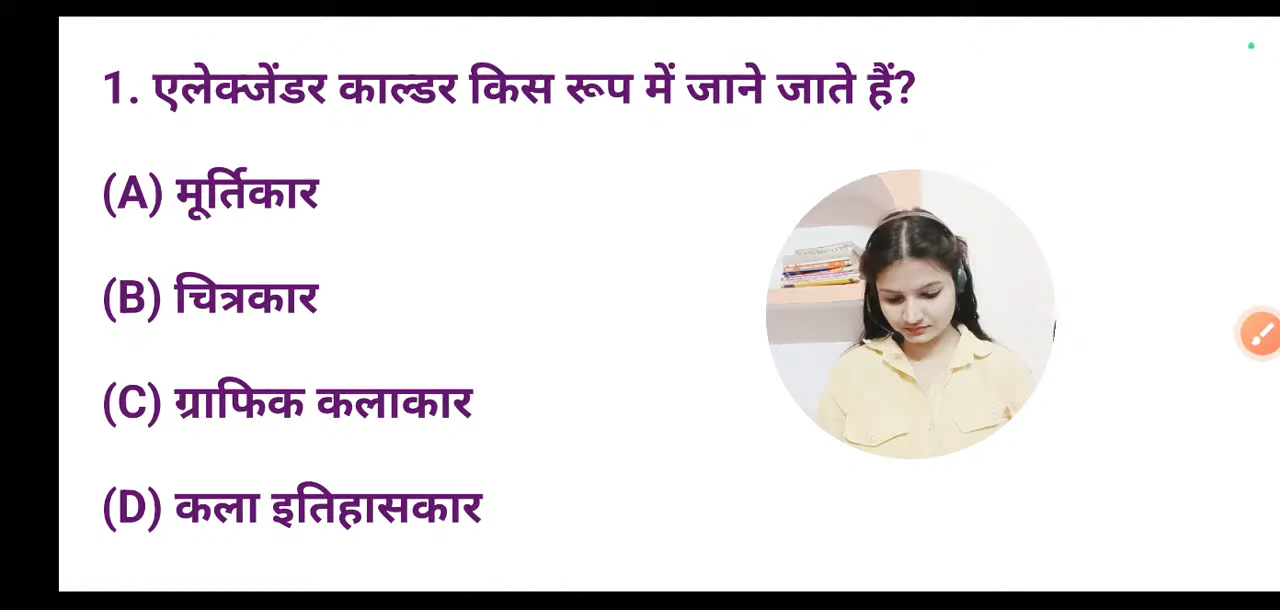 1. एलेक्जेंडर काल्डर किस रूप में जाने जाते हैं?
(A) मूर्तिकार
(B) चित्रकार
(C) ग्राफिक कलाकार
(D) कला इतिहासकार